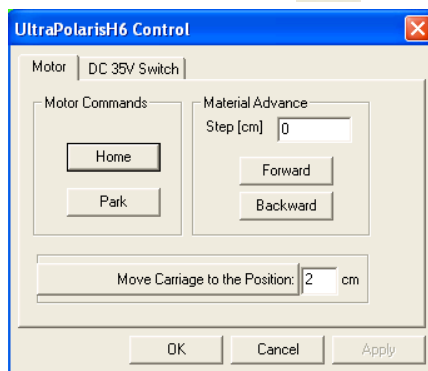 UltraPolarisH6 Control
Motor
DC 35V Switch
Motor Commands
Home
Park
Material Advance
Step [cm] 0
Forward
Backward
Move Carriage to the Position: 2 cm
OK
Cancel
Apply